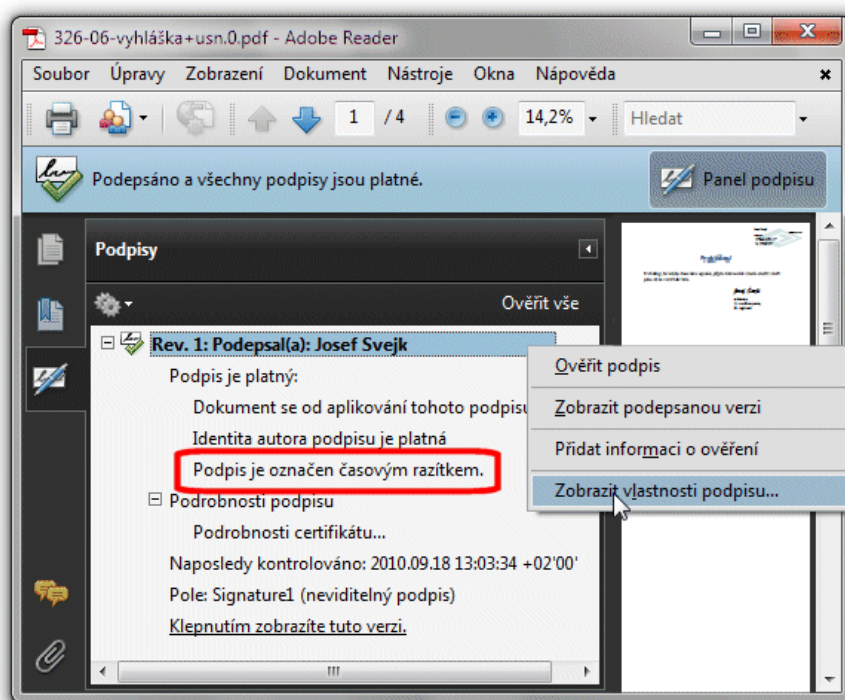 326-06-vyhláška+usn.0.pdf - Adobe Reader
Soubor Úpravy Zobrazení Dokument Nástroje Okna Nápověda
1 / 4 14,2% Hledat
Podepsáno a všechny podpisy jsou platné. Panel podpisu
Podpisy
Ověřit vše
Rev. 1: Podepsal(a): Josef Svejk
Podpis je platný:
Dokument se od aplikování tohoto podpisu
Identita autora podpisu je platná
Podpis je označen časovým razítkem.
Podrobnosti podpisu
Podrobnosti certifikátu...
Naposledy kontrolováno: 2010.09.18 13:03:34 +02'00'
Pole: Signature1 (neviditelný podpis)
Klepnutím zobrazíte tuto verzi.
Ověřit podpis
Zobrazit podepsanou verzi
Přidat informaci o ověření
Zobrazit vlastnosti podpisu...